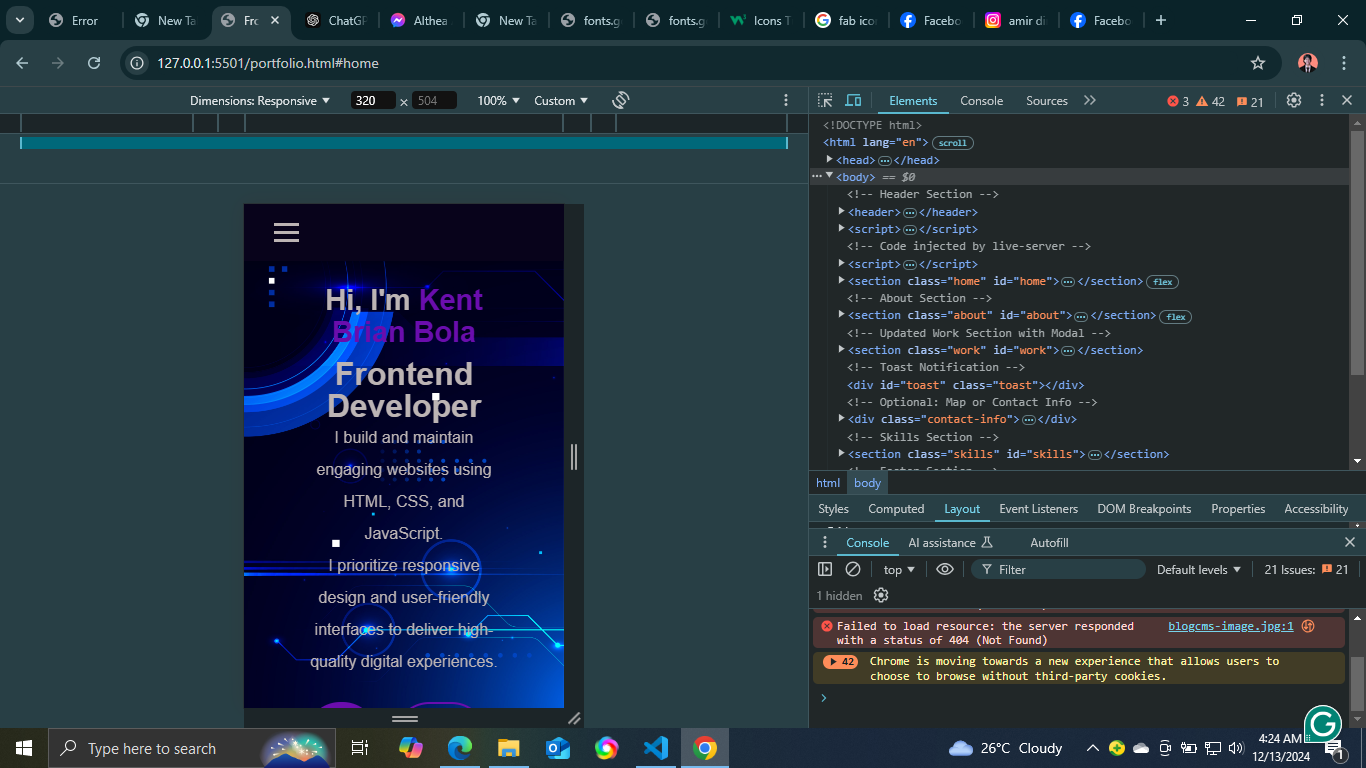 Error
New Ta
Fro
ChatGP
Althea
New Ta
fonts.g
fonts.g
Icons T
fab ico
Facebo
amir di
Facebo
127.0.0.1:5501/portfolio.html#home
Dimensions: Responsive 320 × 504 100% Custom
Elements Console Sources 3 42 21
<!DOCTYPE html>
<html lang="en"> scroll
<head> </head>
<body> == $0
<!-- Header Section -->
<header> </header>
<script> </script>
<!-- Code injected by live-server -->
<script> </script>
<section class="home" id="home"> </section> flex
<!-- About Section -->
<section class="about" id="about"> </section> flex
<!-- Updated Work Section with Modal -->
<section class="work" id="work"> </section>
<!-- Toast Notification -->
<div id="toast" class="toast"></div>
<!-- Optional: Map or Contact Info -->
<div class="contact-info"> </div>
<!-- Skills Section -->
<section class="skills" id="skills"> </section>
html body
Styles Computed Layout Event Listeners DOM Breakpoints Properties Accessibility
Console AI assistance Autofill
top Filter Default levels 21 Issues: 21
1 hidden
Failed to load resource: the server responded blogcms-image.jpg:1
with a status of 404 (Not Found)
42 Chrome is moving towards a new experience that allows users to
choose to browse without third-party cookies.
Hi, I'm Kent
Brian Bola
Frontend
Developer
I build and maintain
engaging websites using
HTML, CSS, and
JavaScript.
I prioritize responsive
design and user-friendly
interfaces to deliver high-
quality digital experiences.
Type here to search
26°C Cloudy
4:24 AM
12/13/2024
1